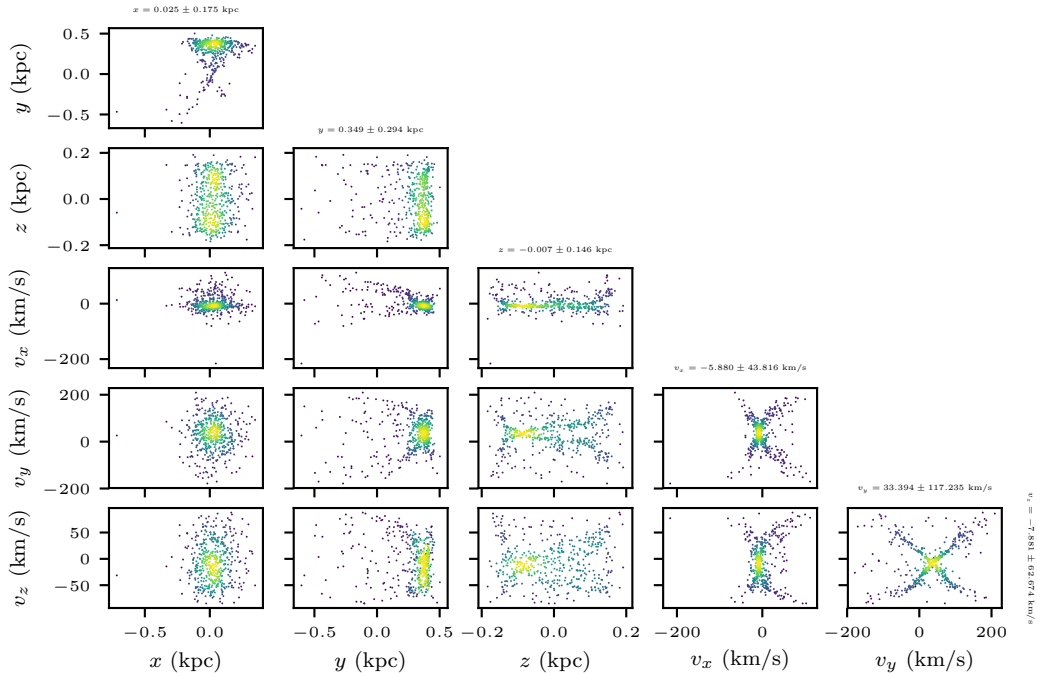 x = 0.025 ± 0.175 kpc
y (kpc)
0.5
0.0
−0.5
y = 0.349 ± 0.294 kpc
z (kpc)
0.2
0.0
−0.2
z = −0.007 ± 0.146 kpc
v_x (km/s)
0
−200
v_x = −5.880 ± 43.816 km/s
v_y (km/s)
200
0
−200
v_y = 33.394 ± 117.235 km/s
v_z (km/s)
50
0
−50
v_z = −7.881 ± 62.674 km/s
−0.5 0.0
x (kpc)
−0.5 0.0 0.5
y (kpc)
−0.2 0.0 0.2
z (kpc)
−200 0
v_x (km/s)
−200 0 200
v_y (km/s)